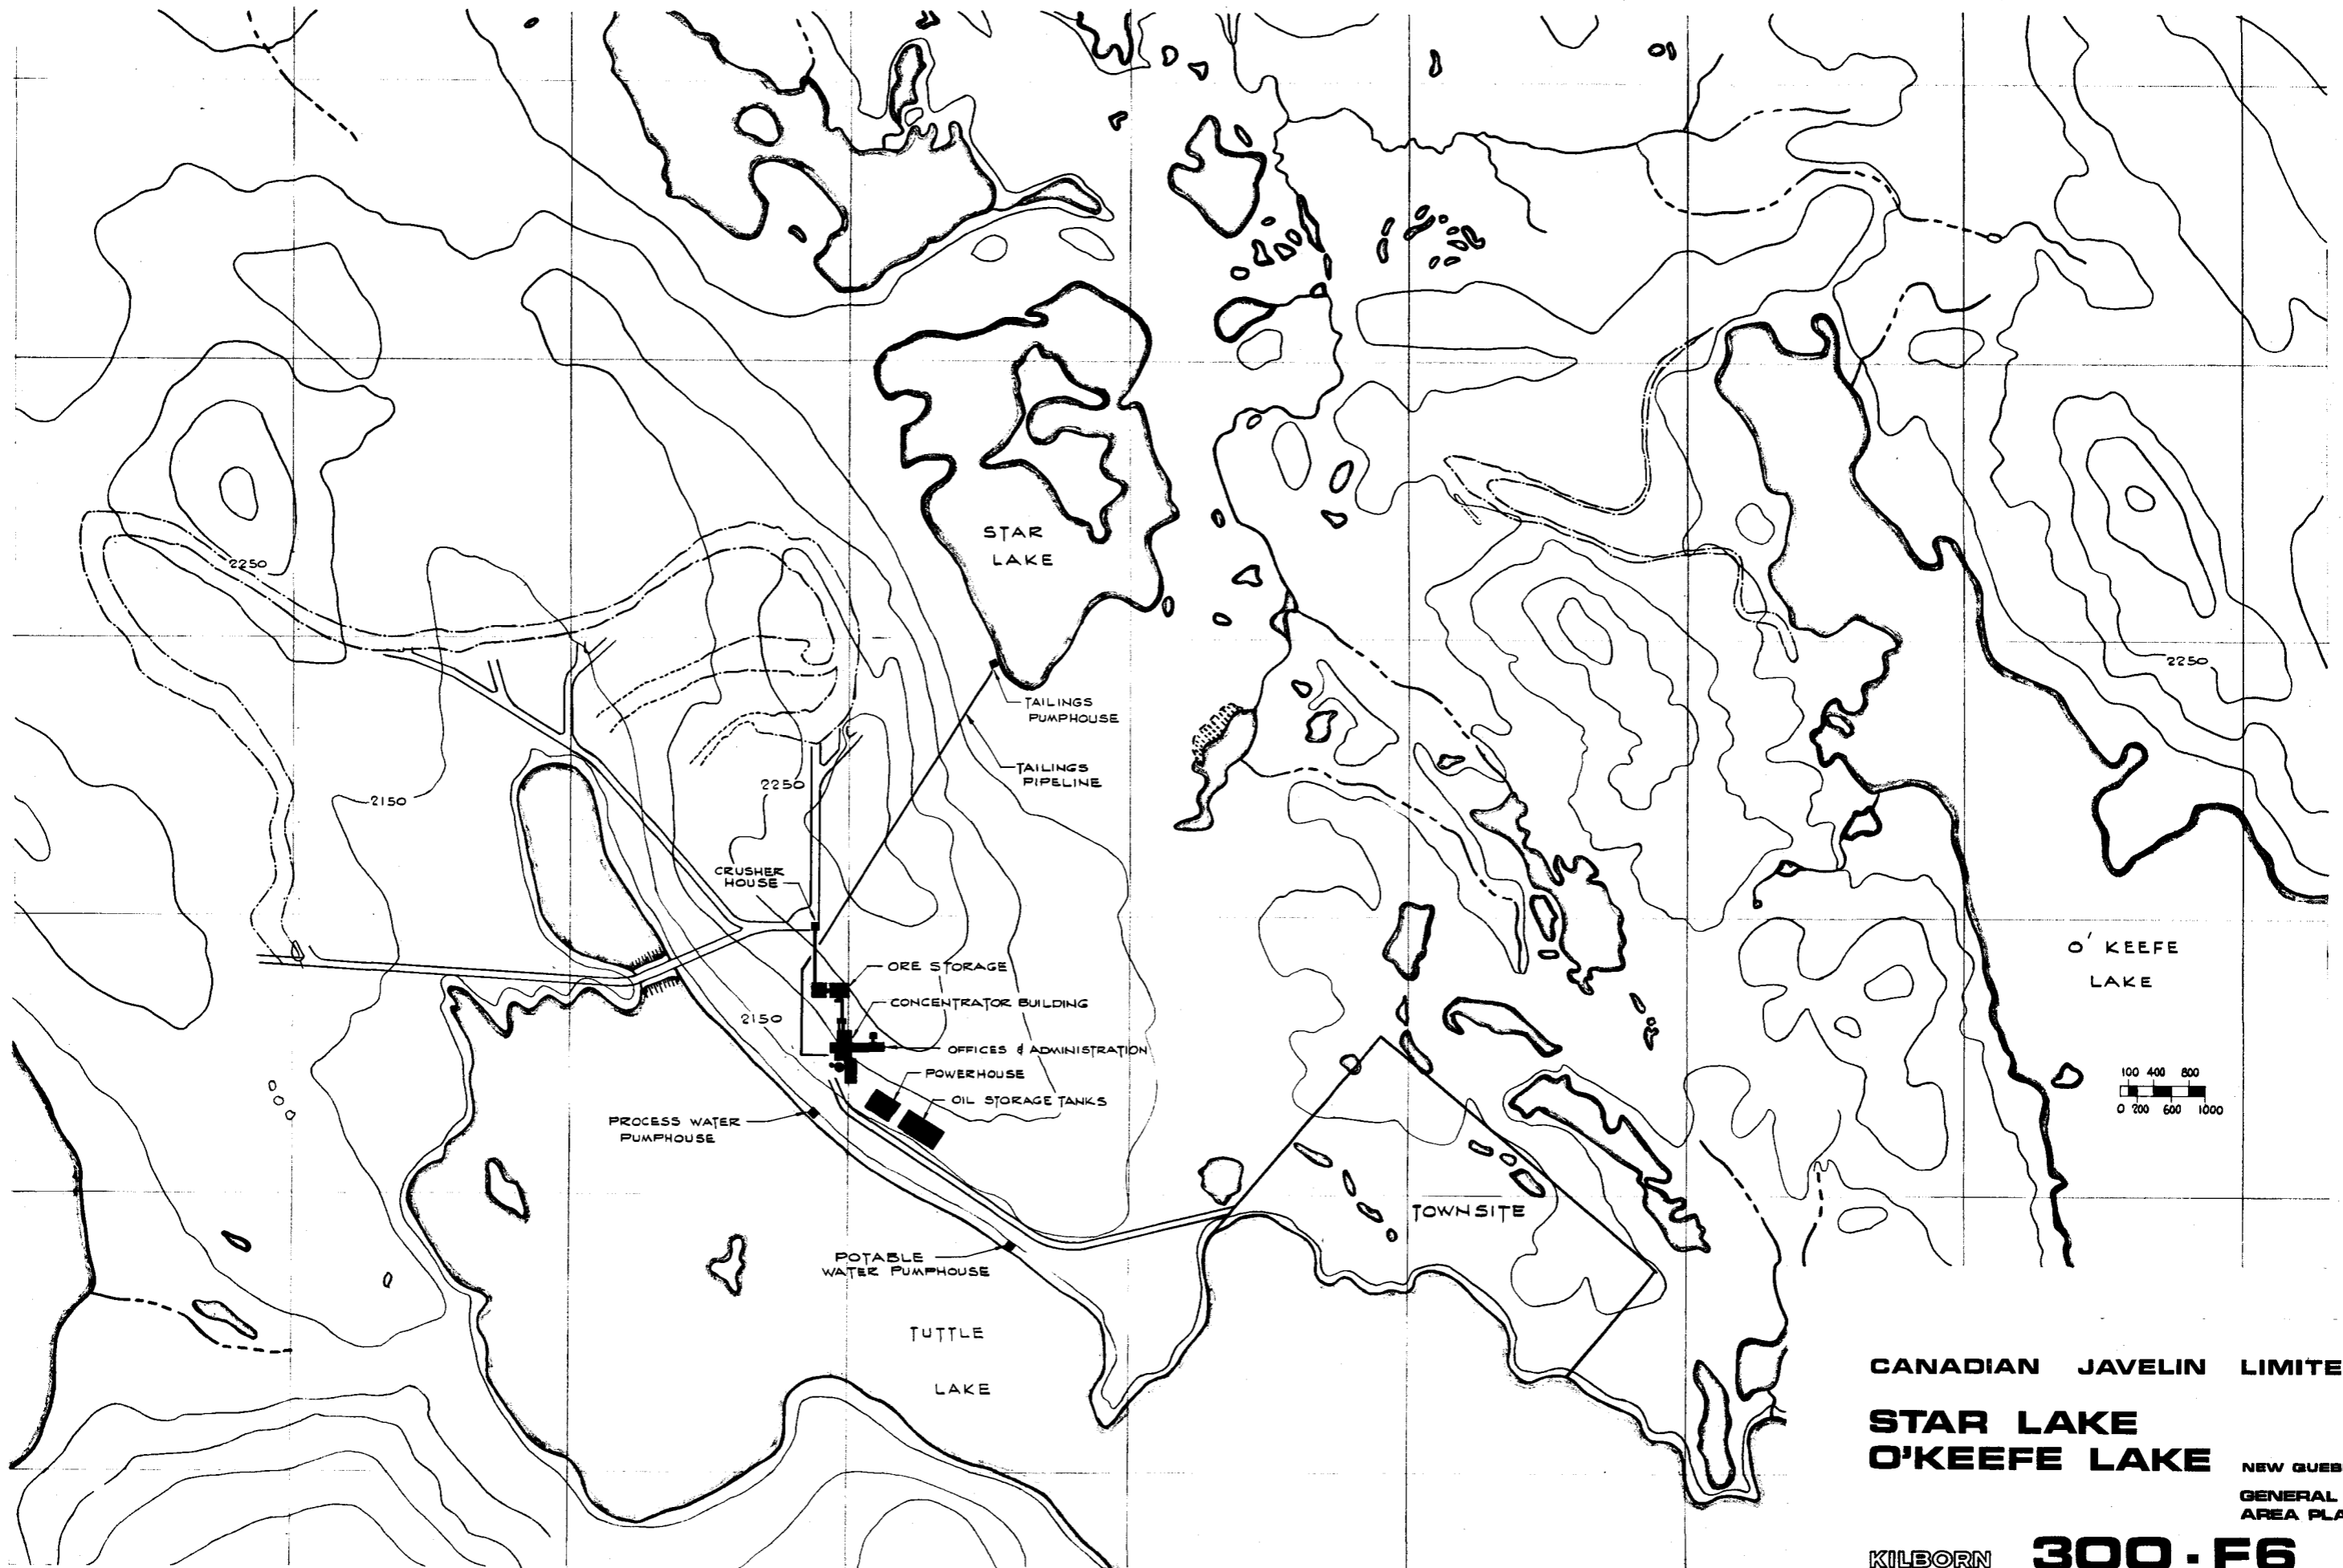 STAR
LAKE
2250
2250
TAILINGS
PUMPHOUSE
TAILINGS
PIPELINE
2250
2150
CRUSHER
HOUSE
O' KEEFE
LAKE
ORE STORAGE
CONCENTRATOR BUILDING
2150
OFFICES & ADMINISTRATION
POWERHOUSE
100 400 800
OIL STORAGE TANKS
0 200 600 1000
PROCESS WATER
PUMPHOUSE
TOWNSITE
POTABLE
WATER PUMPHOUSE
TUTTLE
LAKE
CANADIAN JAVELIN LIMITE
STAR LAKE
O'KEEFE LAKE NEW QUEB
GENERAL
AREA PLA
KILBORN 300·F6